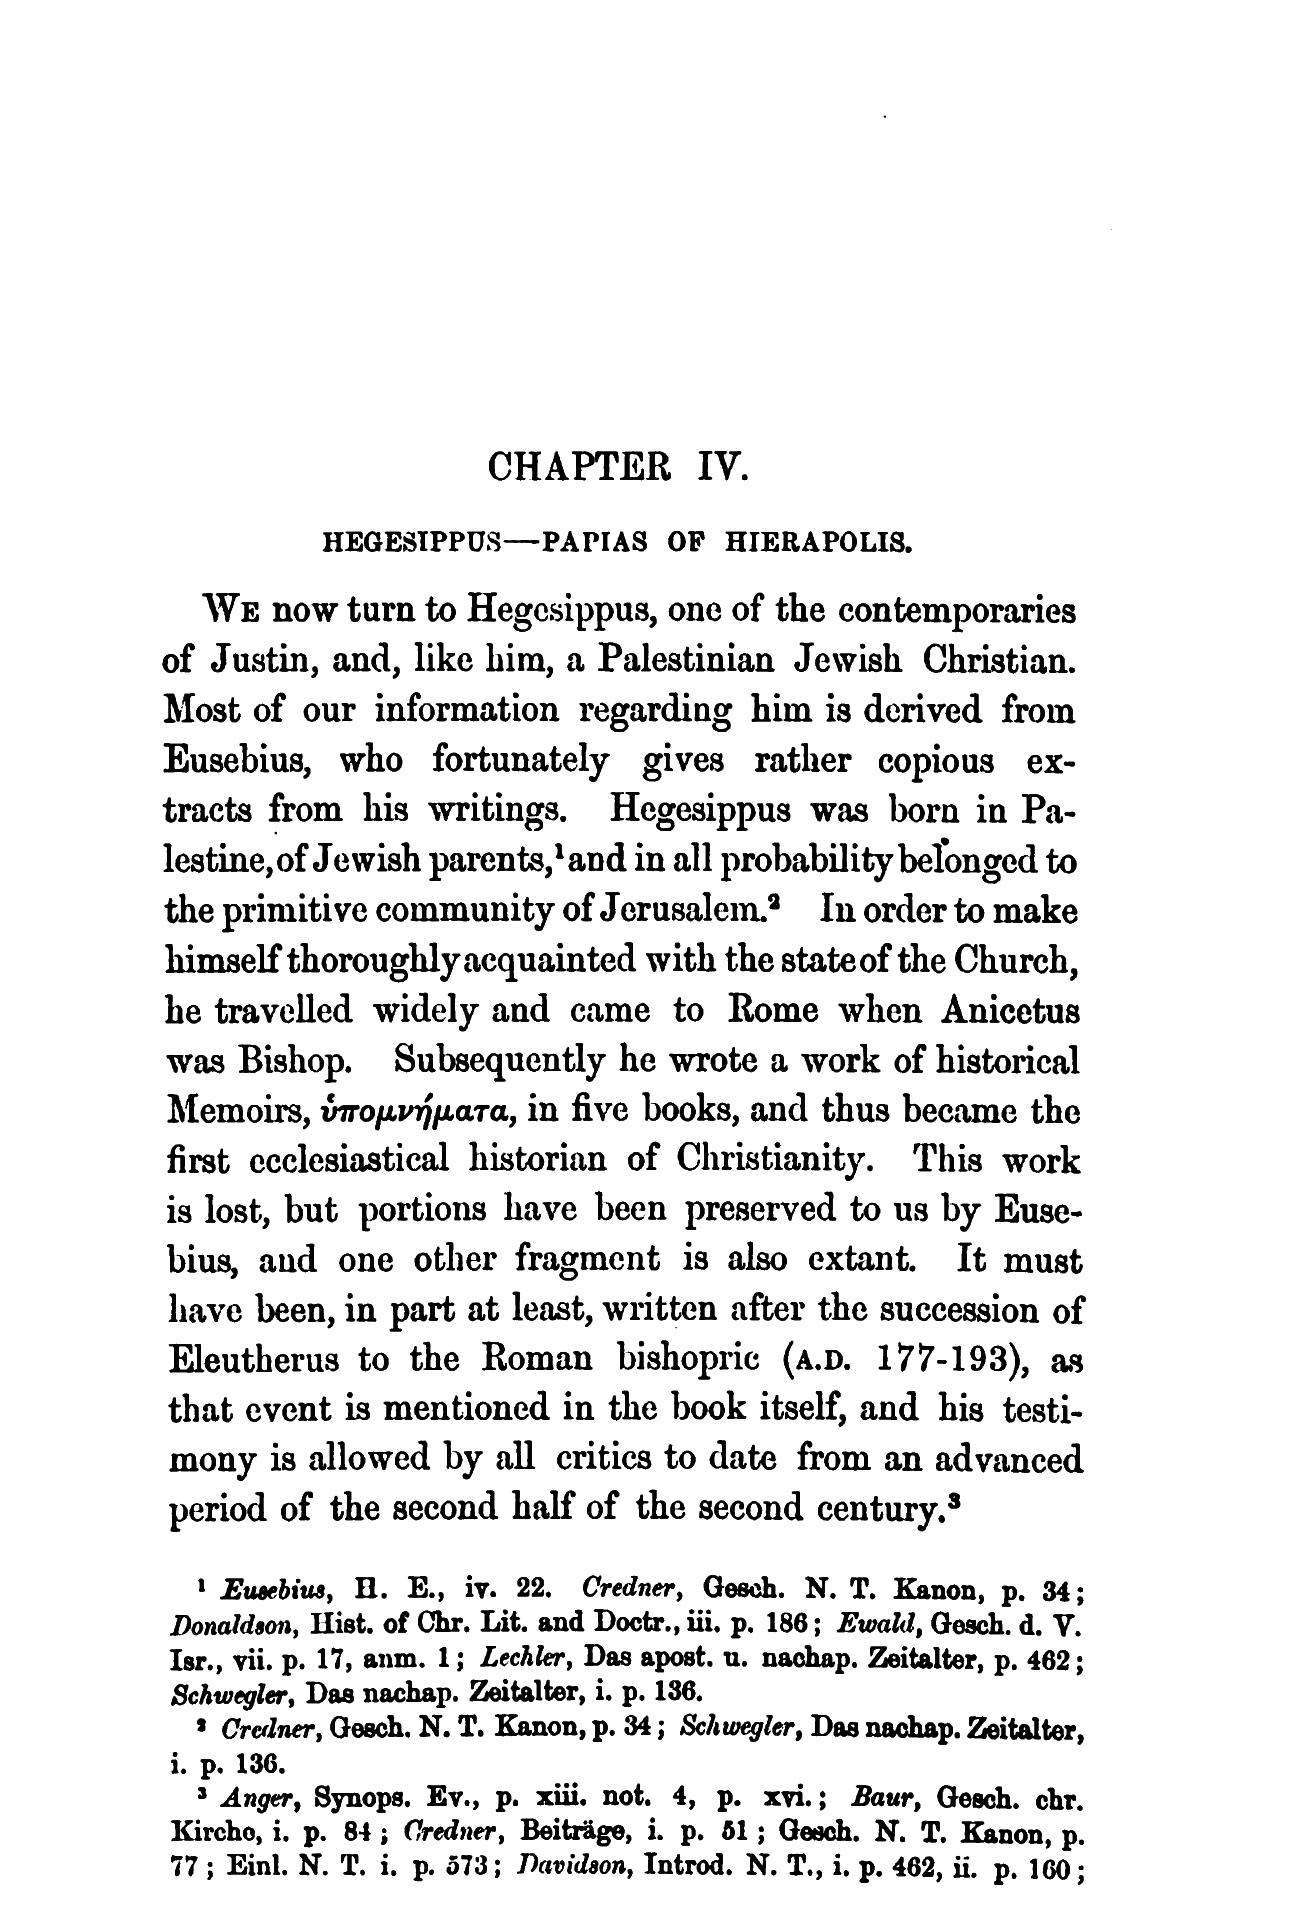 CHAPTER IV.
HEGESIPPUS—PAPIAS OF HIERAPOLIS.
WE now turn to Hegesippus, one of the contemporaries
of Justin, and, like him, a Palestinian Jewish Christian.
Most of our information regarding him is derived from
Eusebius, who fortunately gives rather copious ex-
tracts from his writings. Hegesippus was born in Pa-
lestine, of Jewish parents,¹ and in all probability belonged to
the primitive community of Jerusalem.² In order to make
himself thoroughly acquainted with the state of the Church,
he travelled widely and came to Rome when Anicetus
was Bishop. Subsequently he wrote a work of historical
Memoirs, ὑπομνήματα, in five books, and thus became the
first ecclesiastical historian of Christianity. This work
is lost, but portions have been preserved to us by Euse-
bius, and one other fragment is also extant. It must
have been, in part at least, written after the succession of
Eleutherus to the Roman bishopric (A.D. 177-193), as
that event is mentioned in the book itself, and his testi-
mony is allowed by all critics to date from an advanced
period of the second half of the second century.³
¹ Eusebius, H. E., iv. 22. Credner, Gesch. N. T. Kanon, p. 34;
Donaldson, Hist. of Chr. Lit. and Doctr., iii. p. 186; Ewald, Gesch. d. V.
Isr., vii. p. 17, anm. 1; Lechler, Das apost. u. nachap. Zeitalter, p. 462;
Schwegler, Das nachap. Zeitalter, i. p. 136.
² Credner, Gesch. N. T. Kanon, p. 34; Schwegler, Das nachap. Zeitalter,
i. p. 136.
³ Anger, Synops. Ev., p. xiii. not. 4, p. xvi.; Baur, Gesch. chr.
Kirche, i. p. 84; Credner, Beiträge, i. p. 51; Gesch. N. T. Kanon, p.
77; Einl. N. T. i. p. 573; Davidson, Introd. N. T., i. p. 462, ii. p. 160;